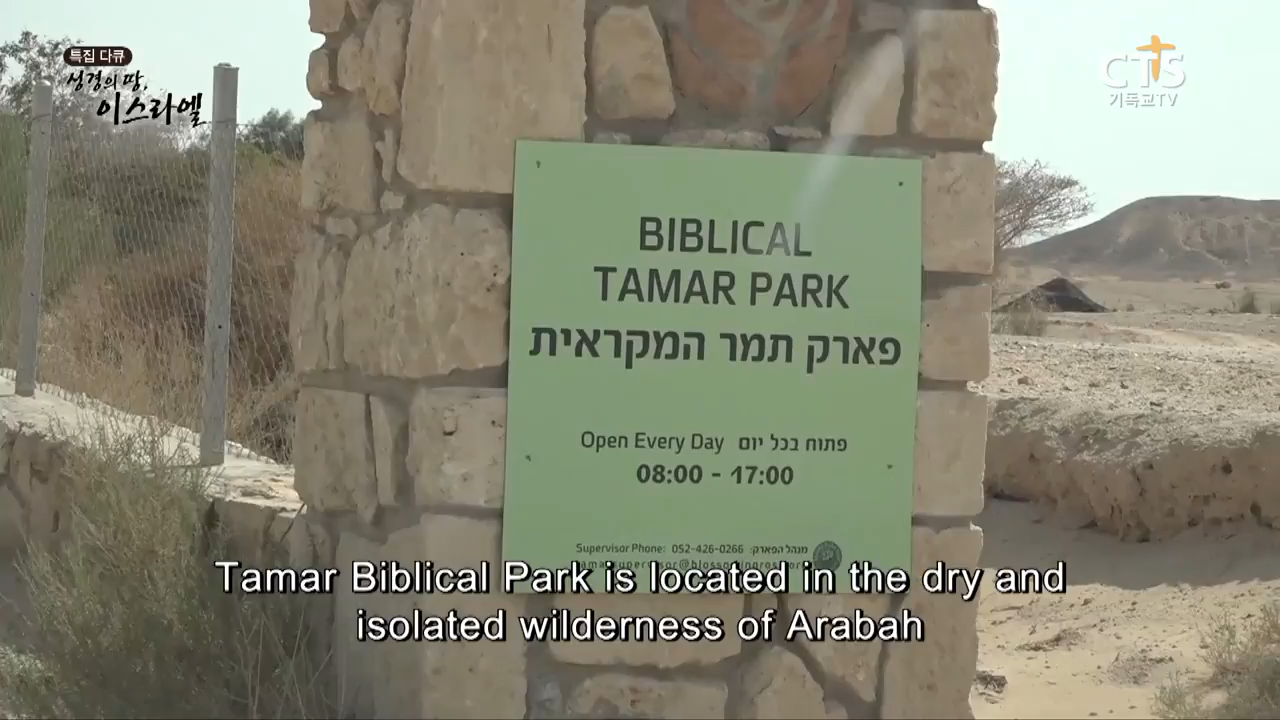 특집 다큐
성경의 땅,
이스라엘
CTS
기독교TV
BIBLICAL
TAMAR PARK
פארק תמר המקראית
Open Every Day פתוח בכל יום
08:00 - 17:00
Supervisor Phone: 052-426-0266 מנהל הפארק:
Tamar Biblical Park is located in the dry and
isolated wilderness of Arabah